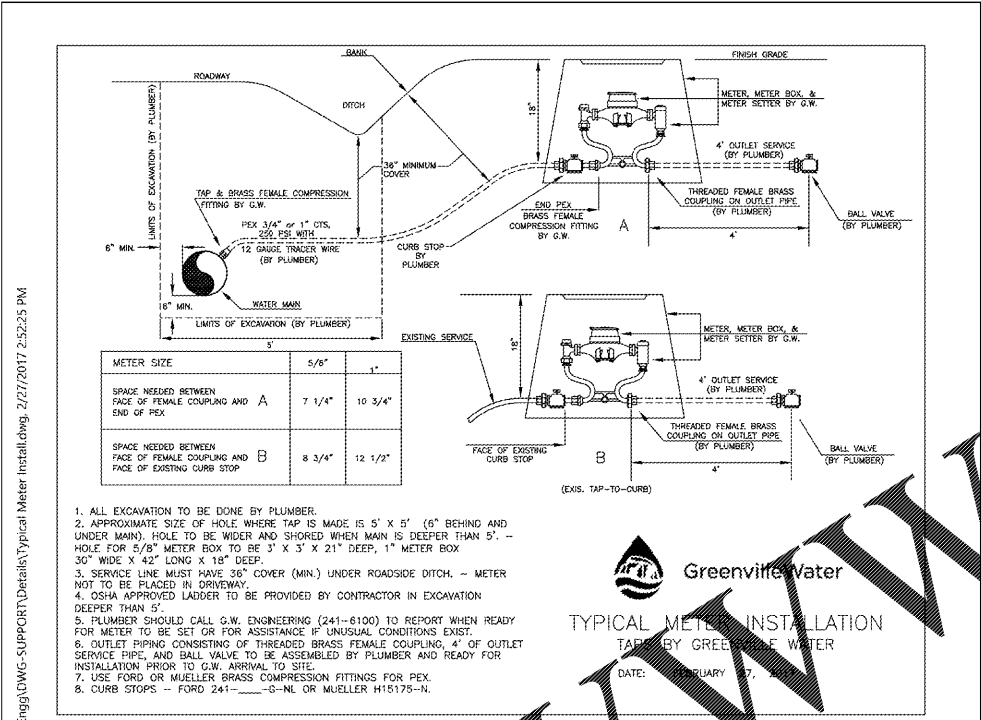 BANK
FINISH GRADE
ROADWAY
DITCH
18"
METER, METER BOX, &
METER SETTER BY G.W.
LIMITS OF EXCAVATION (BY PLUMBER)
36" MINIMUM
COVER
4' OUTLET SERVICE
(BY PLUMBER)
TAP & BRASS FEMALE COMPRESSION
FITTING BY G.W.
THREADED FEMALE BRASS
COUPLING ON OUTLET PIPE
(BY PLUMBER)
END PEX
BRASS FEMALE
COMPRESSION FITTING
BY G.W.
A
BALL VALVE
(BY PLUMBER)
PEX 3/4" or 1" CTS,
250 PSI WITH
12 GAUGE TRACER WIRE
(BY PLUMBER)
6" MIN.
CURB STOP
BY
PLUMBER
4'
WATER MAIN
6" MIN.
LIMITS OF EXCAVATION (BY PLUMBER)
5'
EXISTING SERVICE
18"
METER, METER BOX, &
METER SETTER BY G.W.
4' OUTLET SERVICE
(BY PLUMBER)
THREADED FEMALE BRASS
COUPLING ON OUTLET PIPE
(BY PLUMBER)
FACE OF EXISTING
CURB STOP
B
BALL VALVE
(BY PLUMBER)
4'
(EXIS. TAP-TO-CURB)
METER SIZE 5/8" 1"
SPACE NEEDED BETWEEN
FACE OF FEMALE COUPLING AND A 7 1/4" 10 3/4"
END OF PEX
SPACE NEEDED BETWEEN
FACE OF FEMALE COUPLING AND B 8 3/4" 12 1/2"
FACE OF EXISTING CURB STOP
1. ALL EXCAVATION TO BE DONE BY PLUMBER.
2. APPROXIMATE SIZE OF HOLE WHERE TAP IS MADE IS 5' X 5' (6" BEHIND AND
UNDER MAIN). HOLE TO BE WIDER AND SHORED WHEN MAIN IS DEEPER THAN 5'. –
HOLE FOR 5/8" METER BOX TO BE 3' X 3' X 21" DEEP, 1" METER BOX
30" WIDE X 42" LONG X 18" DEEP.
3. SERVICE LINE MUST HAVE 36" COVER (MIN.) UNDER ROADSIDE DITCH. – METER
NOT TO BE PLACED IN DRIVEWAY.
4. OSHA APPROVED LADDER TO BE PROVIDED BY CONTRACTOR IN EXCAVATION
DEEPER THAN 5'.
5. PLUMBER SHOULD CALL G.W. ENGINEERING (241-6100) TO REPORT WHEN READY
FOR METER TO BE SET OR FOR ASSISTANCE IF UNUSUAL CONDITIONS EXIST.
6. OUTLET PIPING CONSISTING OF THREADED BRASS FEMALE COUPLING, 4' OF OUTLET
SERVICE PIPE, AND BALL VALVE TO BE ASSEMBLED BY PLUMBER AND READY FOR
INSTALLATION PRIOR TO G.W. ARRIVAL TO SITE.
7. USE FORD OR MUELLER BRASS COMPRESSION FITTINGS FOR PEX.
8. CURB STOPS – FORD 241-____-G-NL OR MUELLER H15175-N.
GreenvilleWater
TYPICAL METER INSTALLATION
TAPS BY GREENVILLE WATER
DATE: FEBRUARY 27,
Engg\DWG-SUPPORT\Details\Typical Meter Install.dwg, 2/27/2017 2:52:25 PM
WWW